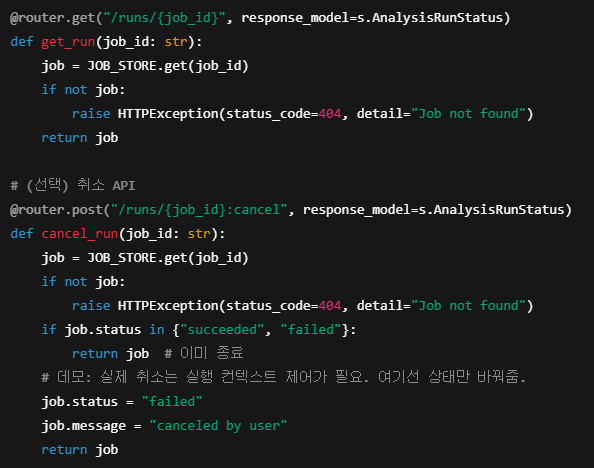 @router.get("/runs/{job_id}", response_model=s.AnalysisRunStatus)
def get_run(job_id: str):
    job = JOB_STORE.get(job_id)
    if not job:
        raise HTTPException(status_code=404, detail="Job not found")
    return job

# (선택) 취소 API
@router.post("/runs/{job_id}:cancel", response_model=s.AnalysisRunStatus)
def cancel_run(job_id: str):
    job = JOB_STORE.get(job_id)
    if not job:
        raise HTTPException(status_code=404, detail="Job not found")
    if job.status in {"succeeded", "failed"}:
        return job  # 이미 종료
    # 데모: 실제 취소는 실행 컨텍스트 제어가 필요. 여기선 상태만 바꿔줌.
    job.status = "failed"
    job.message = "canceled by user"
    return job